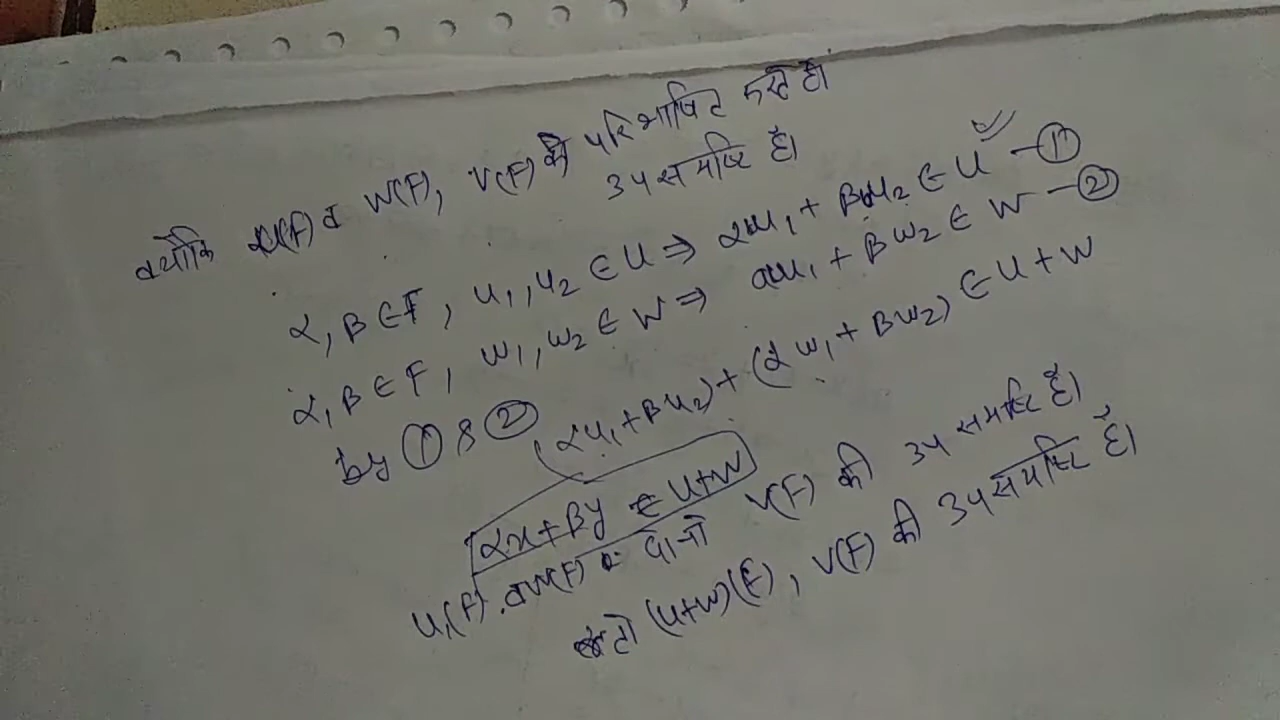 क्योंकि U(F) व W(F), V(F) की परिभाषित करते है।
उपसमष्टि है।
α, β ∈ F, u₁, u₂ ∈ U ⇒ αu₁ + βu₂ ∈ U — ①
α, β ∈ F, w₁, w₂ ∈ W ⇒ αw₁ + βw₂ ∈ W — ②
by ① & ② (αu₁ + βu₂) + (αw₁ + βw₂) ∈ U + W
αx + βy ∈ U+W
U(F) व W(F) दोनो V(F) की उपसमष्टि है।
तो (U+W)(F), V(F) की उपसमष्टि है।